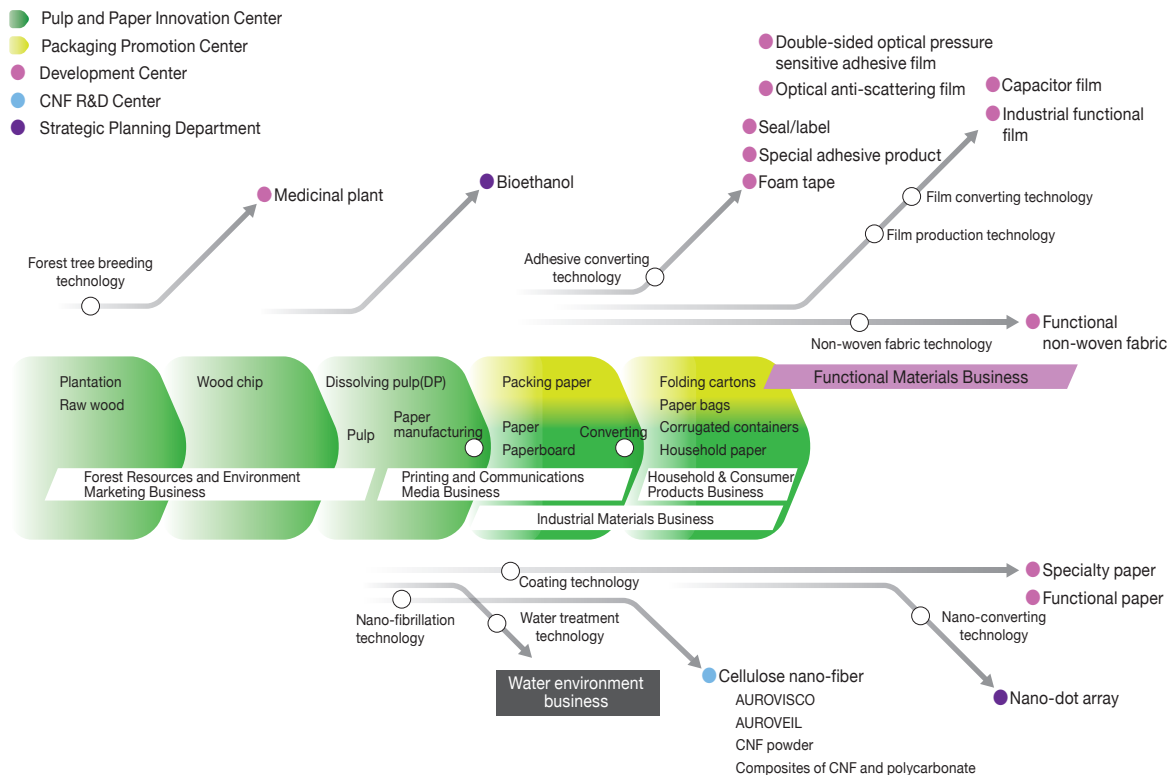 Pulp and Paper Innovation Center
Packaging Promotion Center
Development Center
CNF R&D Center
Strategic Planning Department
Double-sided optical pressure
sensitive adhesive film
Optical anti-scattering film
Capacitor film
Industrial functional
film
Seal/label
Special adhesive product
Foam tape
Medicinal plant
Bioethanol
Film converting technology
Film production technology
Forest tree breeding
technology
Adhesive converting
technology
Non-woven fabric technology
Functional
non-woven fabric
Functional Materials Business
Plantation
Raw wood
Wood chip
Dissolving pulp(DP)
Pulp
Paper
manufacturing
Packing paper
Paper
Paperboard
Converting
Folding cartons
Paper bags
Corrugated containers
Household paper
Forest Resources and Environment
Marketing Business
Printing and Communications
Media Business
Household & Consumer
Products Business
Industrial Materials Business
Coating technology
Specialty paper
Functional paper
Nano-fibrillation
technology
Water treatment
technology
Nano-converting
technology
Water environment
business
Cellulose nano-fiber
AUROVISCO
AUROVEIL
CNF powder
Composites of CNF and polycarbonate
Nano-dot array